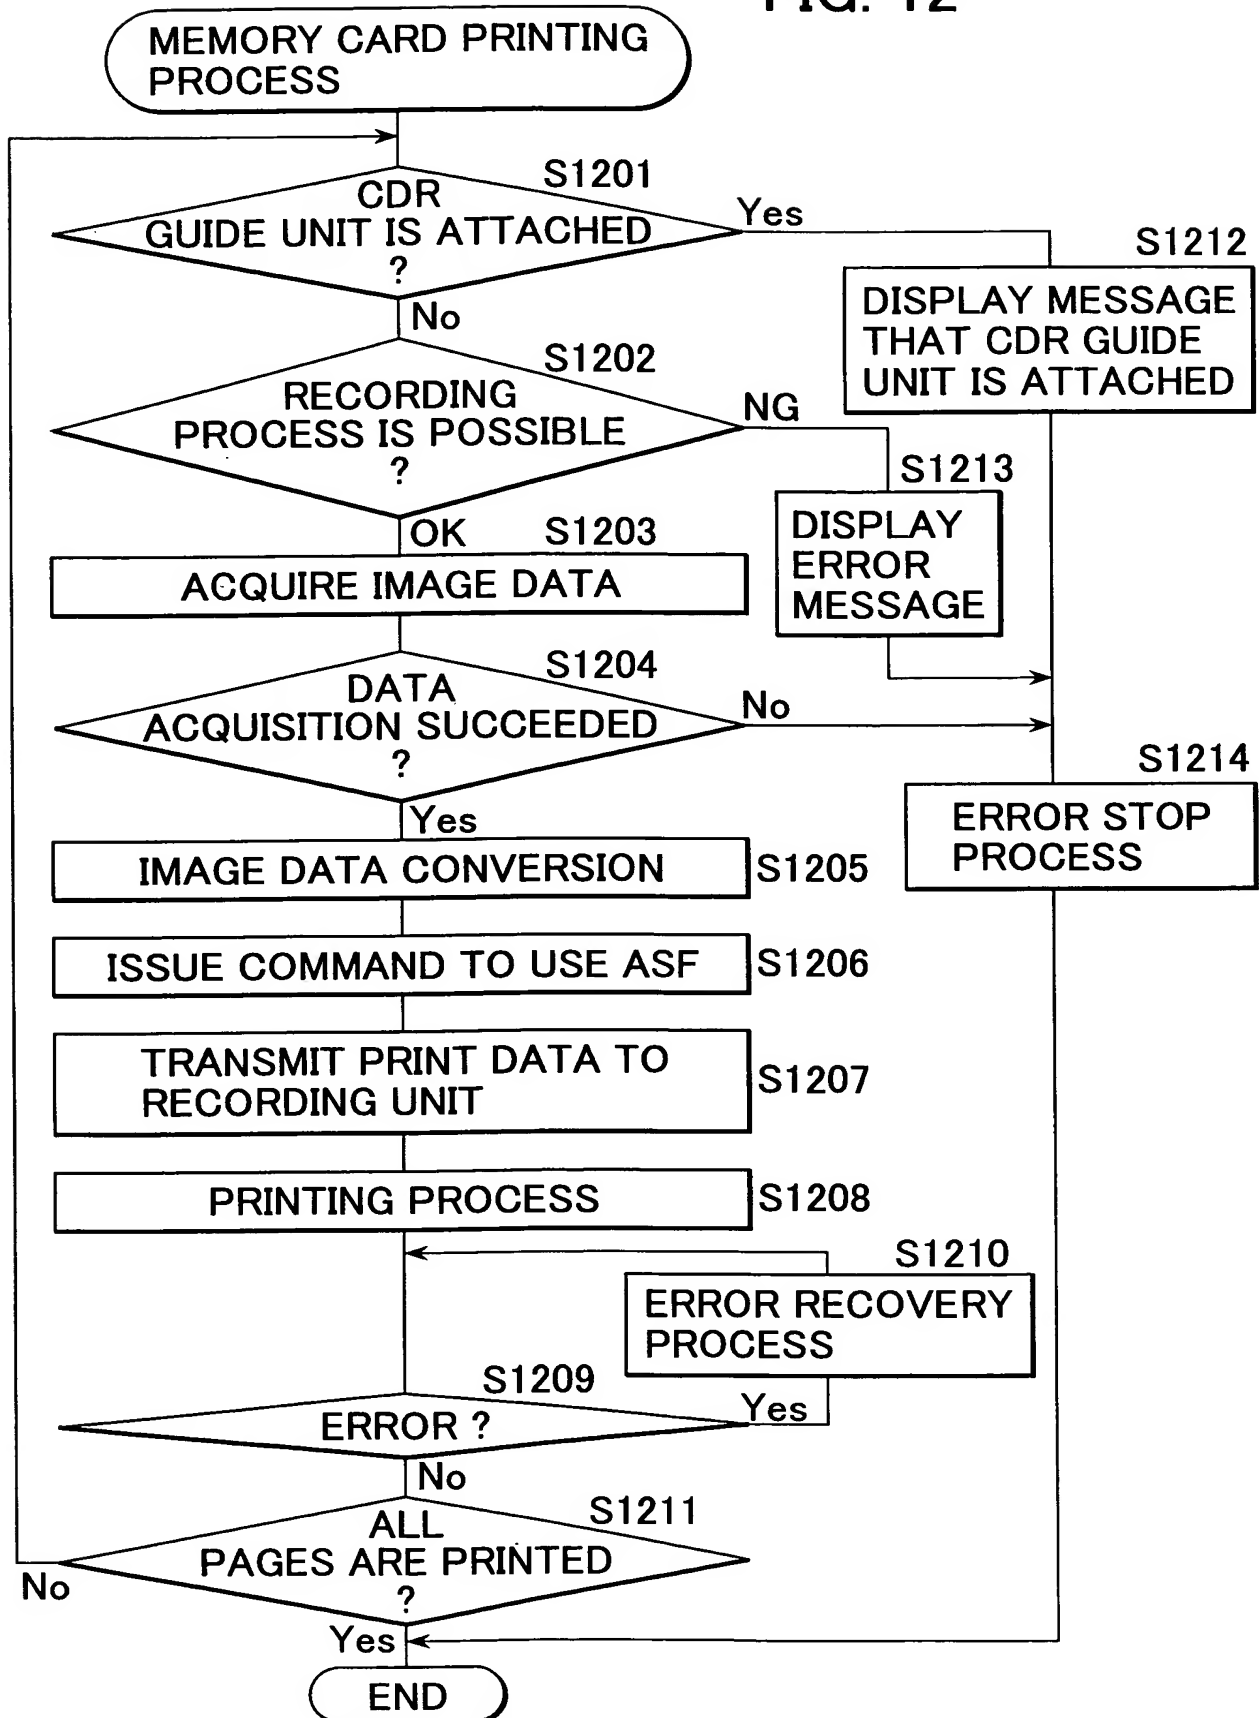 FIG. 12
MEMORY CARD PRINTING
PROCESS
S1201
CDR
GUIDE UNIT IS ATTACHED
?
Yes
No
S1212
DISPLAY MESSAGE
THAT CDR GUIDE
UNIT IS ATTACHED
S1202
RECORDING
PROCESS IS POSSIBLE
?
NG
OK
S1213
DISPLAY
ERROR
MESSAGE
S1203
ACQUIRE IMAGE DATA
S1204
DATA
ACQUISITION SUCCEEDED
?
No
Yes
S1214
ERROR STOP
PROCESS
IMAGE DATA CONVERSION
S1205
ISSUE COMMAND TO USE ASF
S1206
TRANSMIT PRINT DATA TO
RECORDING UNIT
S1207
PRINTING PROCESS
S1208
S1210
ERROR RECOVERY
PROCESS
S1209
ERROR ?
Yes
No
S1211
ALL
PAGES ARE PRINTED
?
No
Yes
END